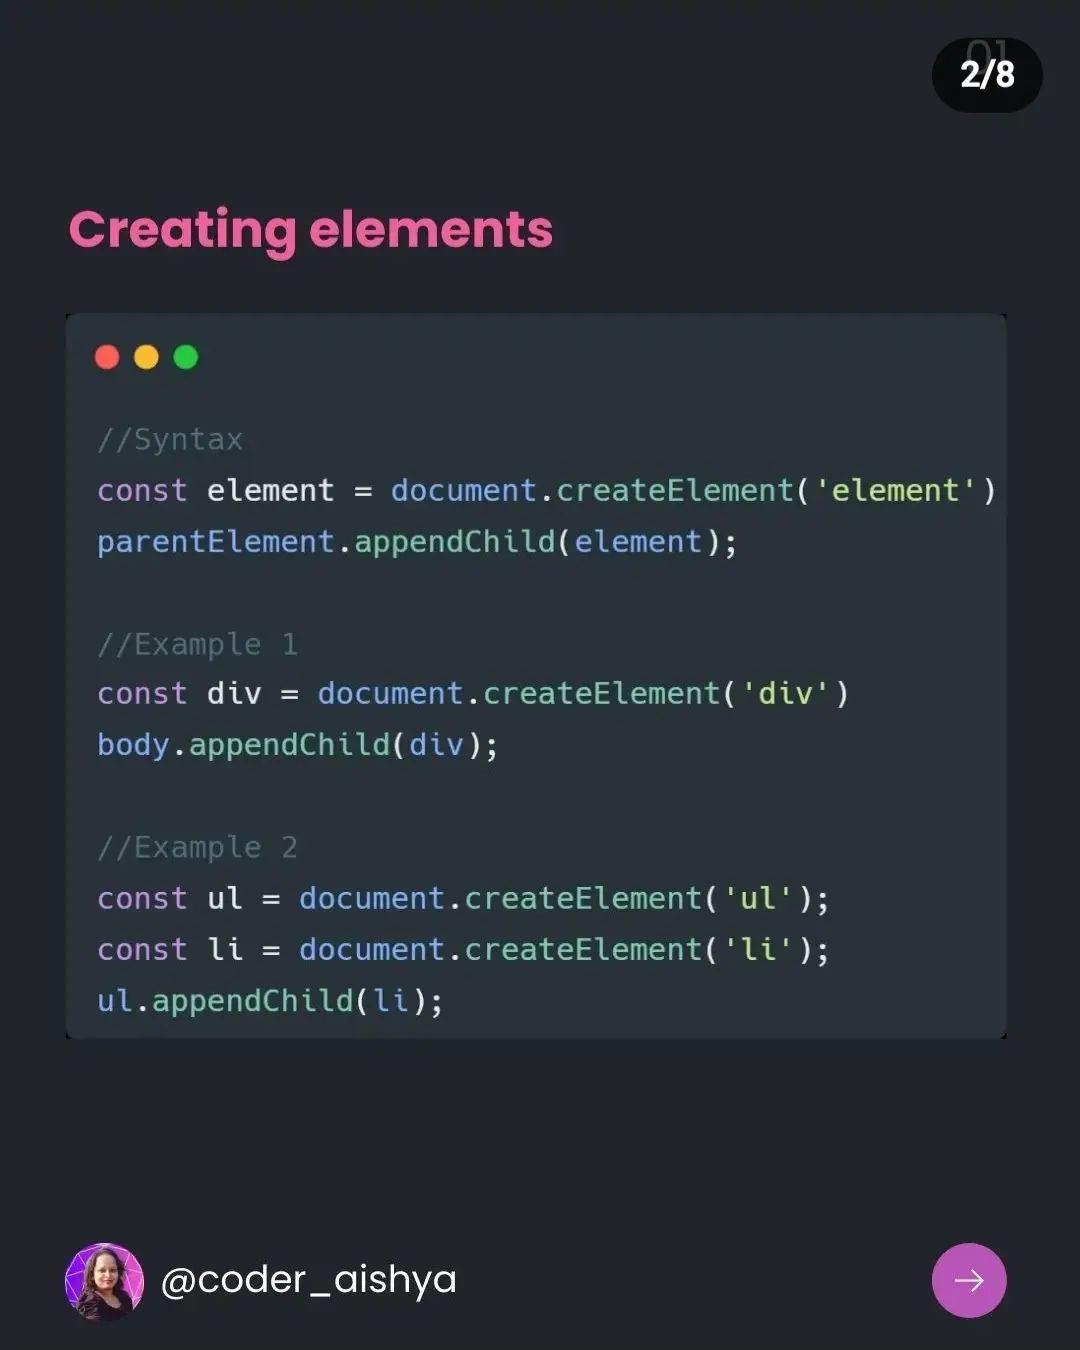 01
2/8
Creating elements
//Syntax
const element = document.createElement('element')
parentElement.appendChild(element);
//Example 1
const div = document.createElement('div')
body.appendChild(div);
//Example 2
const ul = document.createElement('ul');
const li = document.createElement('li');
ul.appendChild(li);
@coder_aishya